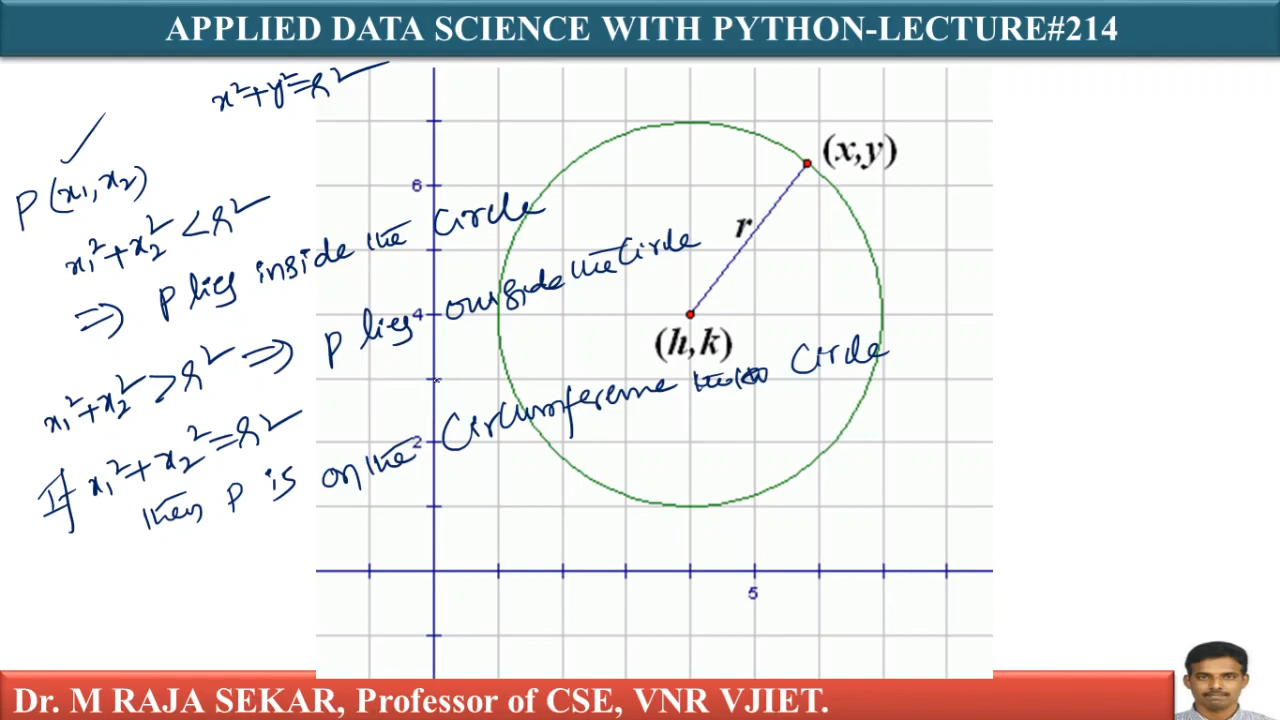 APPLIED DATA SCIENCE WITH PYTHON-LECTURE#214
x²+y²=r²
P(x₁, x₂)
x₁²+x₂²<r²
⇒ P lies inside the Circle
x₁²+x₂²>r² ⇒ P lies outside the Circle
If x₁²+x₂²=r²
then P is on the Circumference Circle
(x,y)
r
(h,k)
6
4
2
5
Dr. M RAJA SEKAR, Professor of CSE, VNR VJIET.